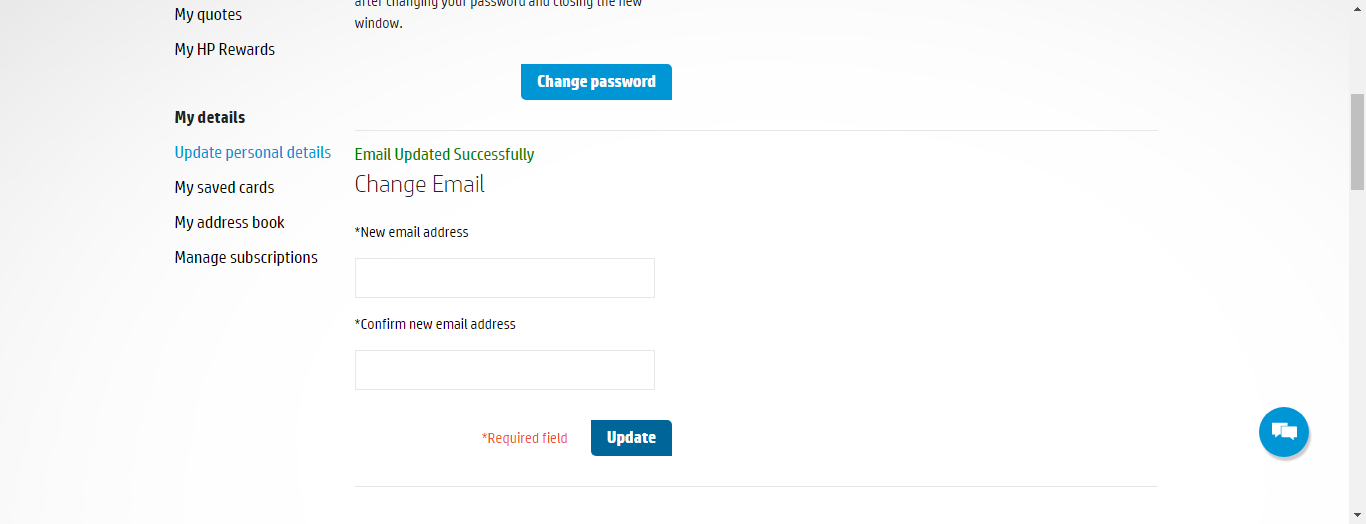 My quotes
My HP Rewards
My details
Update personal details
My saved cards
My address book
Manage subscriptions
after changing your password and closing the new
window.
Change password
Email Updated Successfully
Change Email
*New email address
*Confirm new email address
*Required field
Update